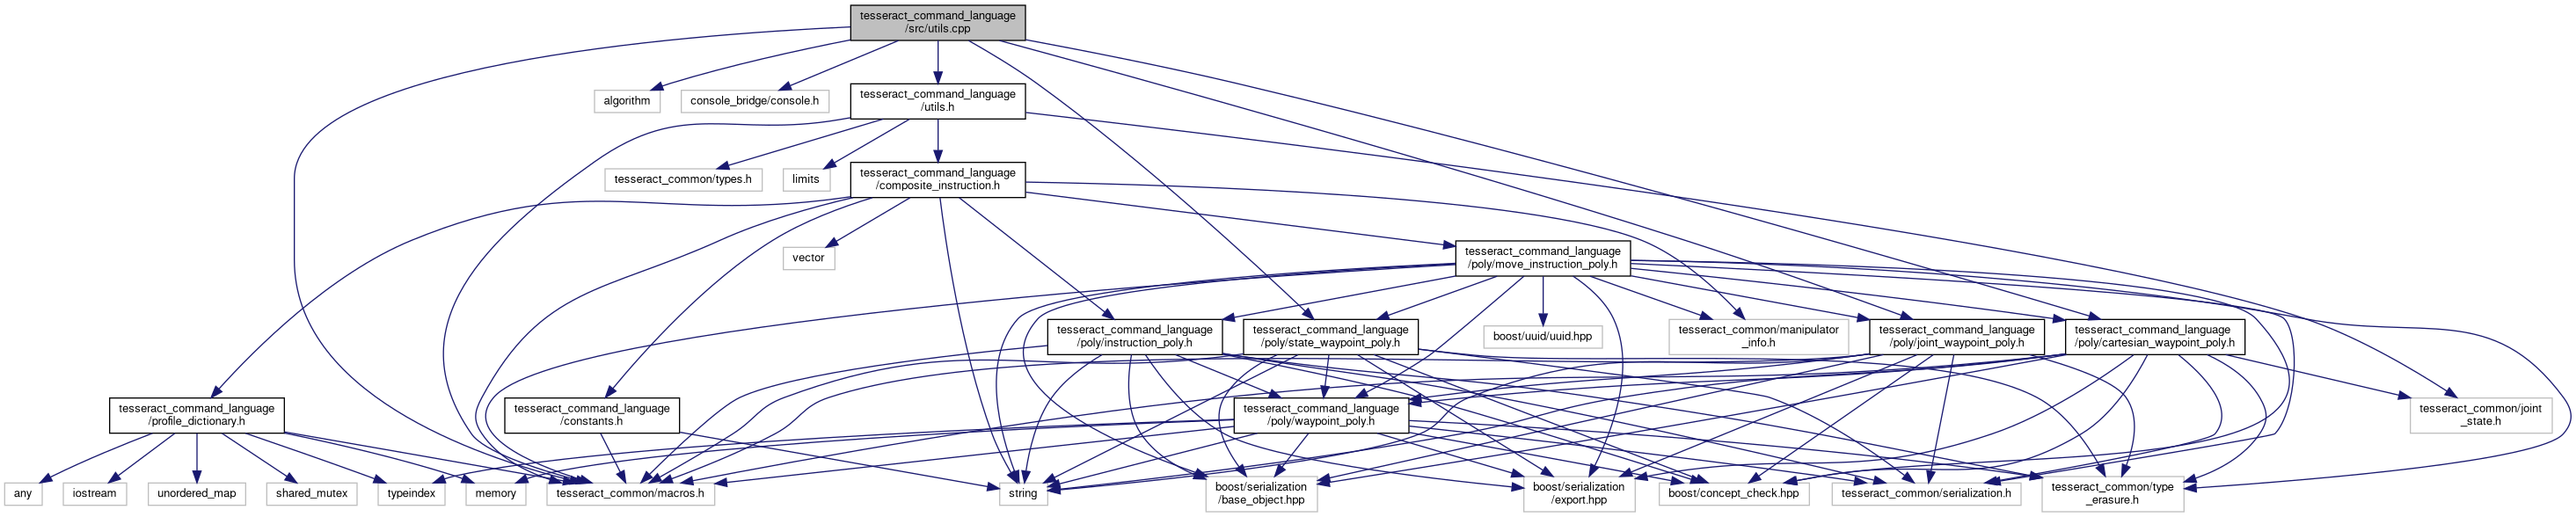 tesseract_command_language
/src/utils.cpp
algorithm
console_bridge/console.h
tesseract_command_language
/utils.h
tesseract_common/types.h
limits
tesseract_command_language
/composite_instruction.h
vector
tesseract_command_language
/poly/move_instruction_poly.h
tesseract_command_language
/poly/instruction_poly.h
tesseract_command_language
/poly/state_waypoint_poly.h
boost/uuid/uuid.hpp
tesseract_common/manipulator
_info.h
tesseract_command_language
/poly/joint_waypoint_poly.h
tesseract_command_language
/poly/cartesian_waypoint_poly.h
tesseract_command_language
/profile_dictionary.h
tesseract_command_language
/constants.h
tesseract_command_language
/poly/waypoint_poly.h
tesseract_common/joint
_state.h
any
iostream
unordered_map
shared_mutex
typeindex
memory
tesseract_common/macros.h
string
boost/serialization
/base_object.hpp
boost/serialization
/export.hpp
boost/concept_check.hpp
tesseract_common/serialization.h
tesseract_common/type
_erasure.h